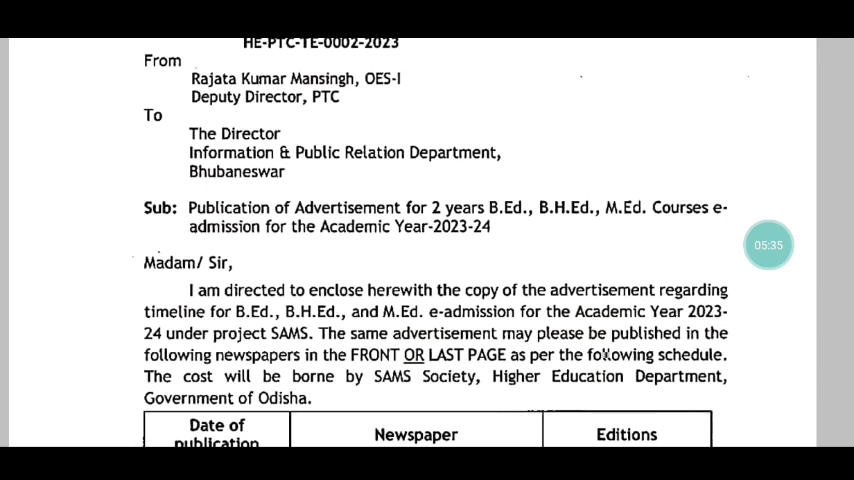 HE-PTC-TE-0002-2023
From
Rajata Kumar Mansingh, OES-I
Deputy Director, PTC
To
The Director
Information & Public Relation Department,
Bhubaneswar
Sub: Publication of Advertisement for 2 years B.Ed., B.H.Ed., M.Ed. Courses e-
admission for the Academic Year-2023-24
05:35
Madam/ Sir,
I am directed to enclose herewith the copy of the advertisement regarding
timeline for B.Ed., B.H.Ed., and M.Ed. e-admission for the Academic Year 2023-
24 under project SAMS. The same advertisement may please be published in the
following newspapers in the FRONT OR LAST PAGE as per the following schedule.
The cost will be borne by SAMS Society, Higher Education Department,
Government of Odisha.
Date of publication Newspaper Editions